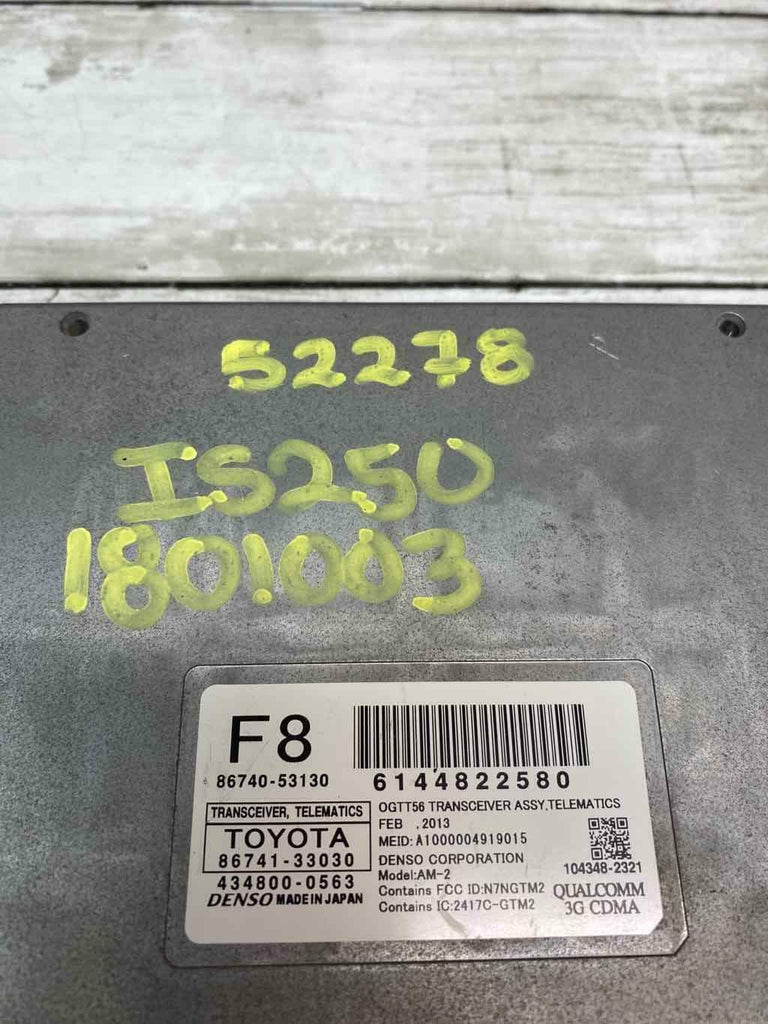 52278
IS250
1801003
F8
86740-53130
6144822580
TRANSCEIVER, TELEMATICS
TOYOTA
86741-33030
434800-0563
DENSO MADE IN JAPAN
OGTT56 TRANSCEIVER ASSY,TELEMATICS
FEB ,2013
MEID:A1000004919015
DENSO CORPORATION
Model:AM-2
Contains FCC ID:N7NGTM2
Contains IC:2417C-GTM2
104348-2321
QUALCOMM
3G CDMA